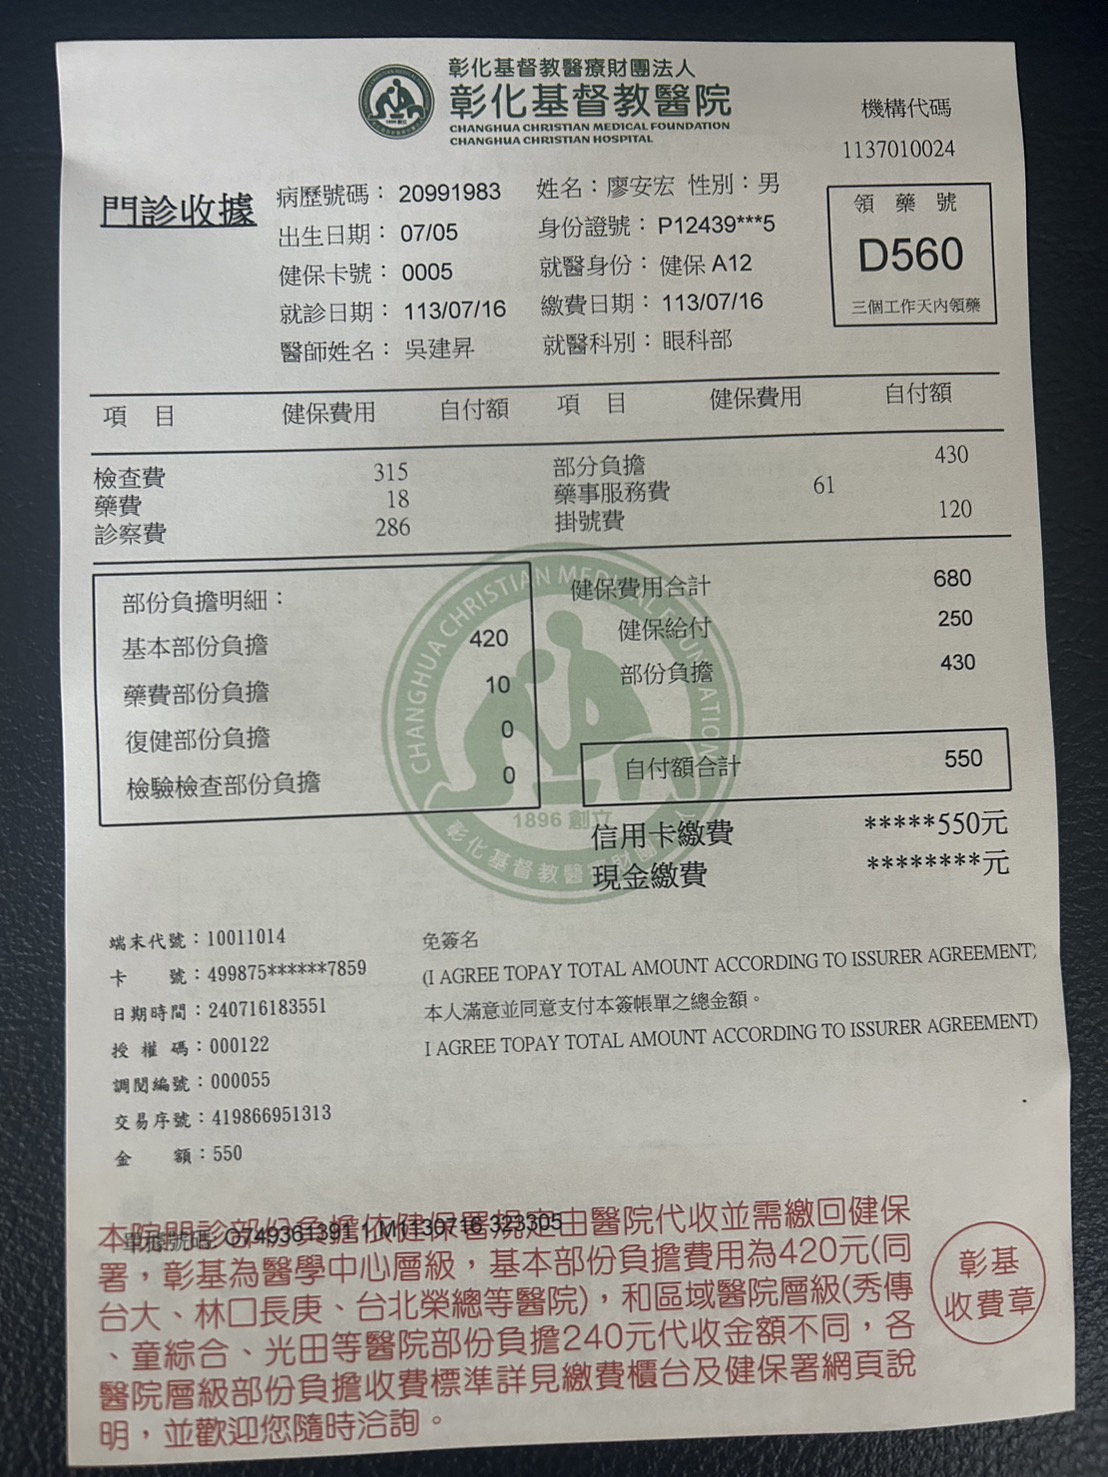 彰化基督教醫療財團法人
彰化基督教醫院
CHANGHUA CHRISTIAN MEDICAL FOUNDATION
CHANGHUA CHRISTIAN HOSPITAL
機構代碼
1137010024
門診收據
病歷號碼：20991983 姓名：廖安宏 性別：男
出生日期：07/05 身份證號：P12439***5
健保卡號：0005 就醫身份：健保 A12
就診日期：113/07/16 繳費日期：113/07/16
醫師姓名：吳建昇 就醫科別：眼科部
領藥號
D560
三個工作天內領藥
項目 健保費用 自付額 項目 健保費用 自付額
檢查費 315 部分負擔 430
藥費 18 藥事服務費 61
診察費 286 掛號費 120
部份負擔明細：
基本部份負擔 420
藥費部份負擔 10
復健部份負擔 0
檢驗檢查部份負擔 0
健保費用合計 680
健保給付 250
部份負擔 430
自付額合計 550
信用卡繳費 *****550元
現金繳費 ********元
CHANGHUA CHRISTIAN MEDICAL FOUNDATION
1896 創立
彰化基督教醫療財團法人
端末代號：10011014
卡 號：499875******7859
日期時間：240716183551
授權碼：000122
調閱編號：000055
交易序號：419866951313
金 額：550
免簽名
(I AGREE TOPAY TOTAL AMOUNT ACCORDING TO ISSURER AGREEMENT)
本人滿意並同意支付本簽帳單之總金額。
I AGREE TOPAY TOTAL AMOUNT ACCORDING TO ISSURER AGREEMENT)
單據號碼: O749361391 1 M1130716 323305
本院門診部份負擔依健保署規定由醫院代收並需繳回健保
署，彰基為醫學中心層級，基本部份負擔費用為420元(同
台大、林口長庚、台北榮總等醫院)，和區域醫院層級(秀傳
、童綜合、光田等醫院部份負擔240元代收金額不同，各
醫院層級部份負擔收費標準詳見繳費櫃台及健保署網頁說
明，並歡迎您隨時洽詢。
彰基
收費章